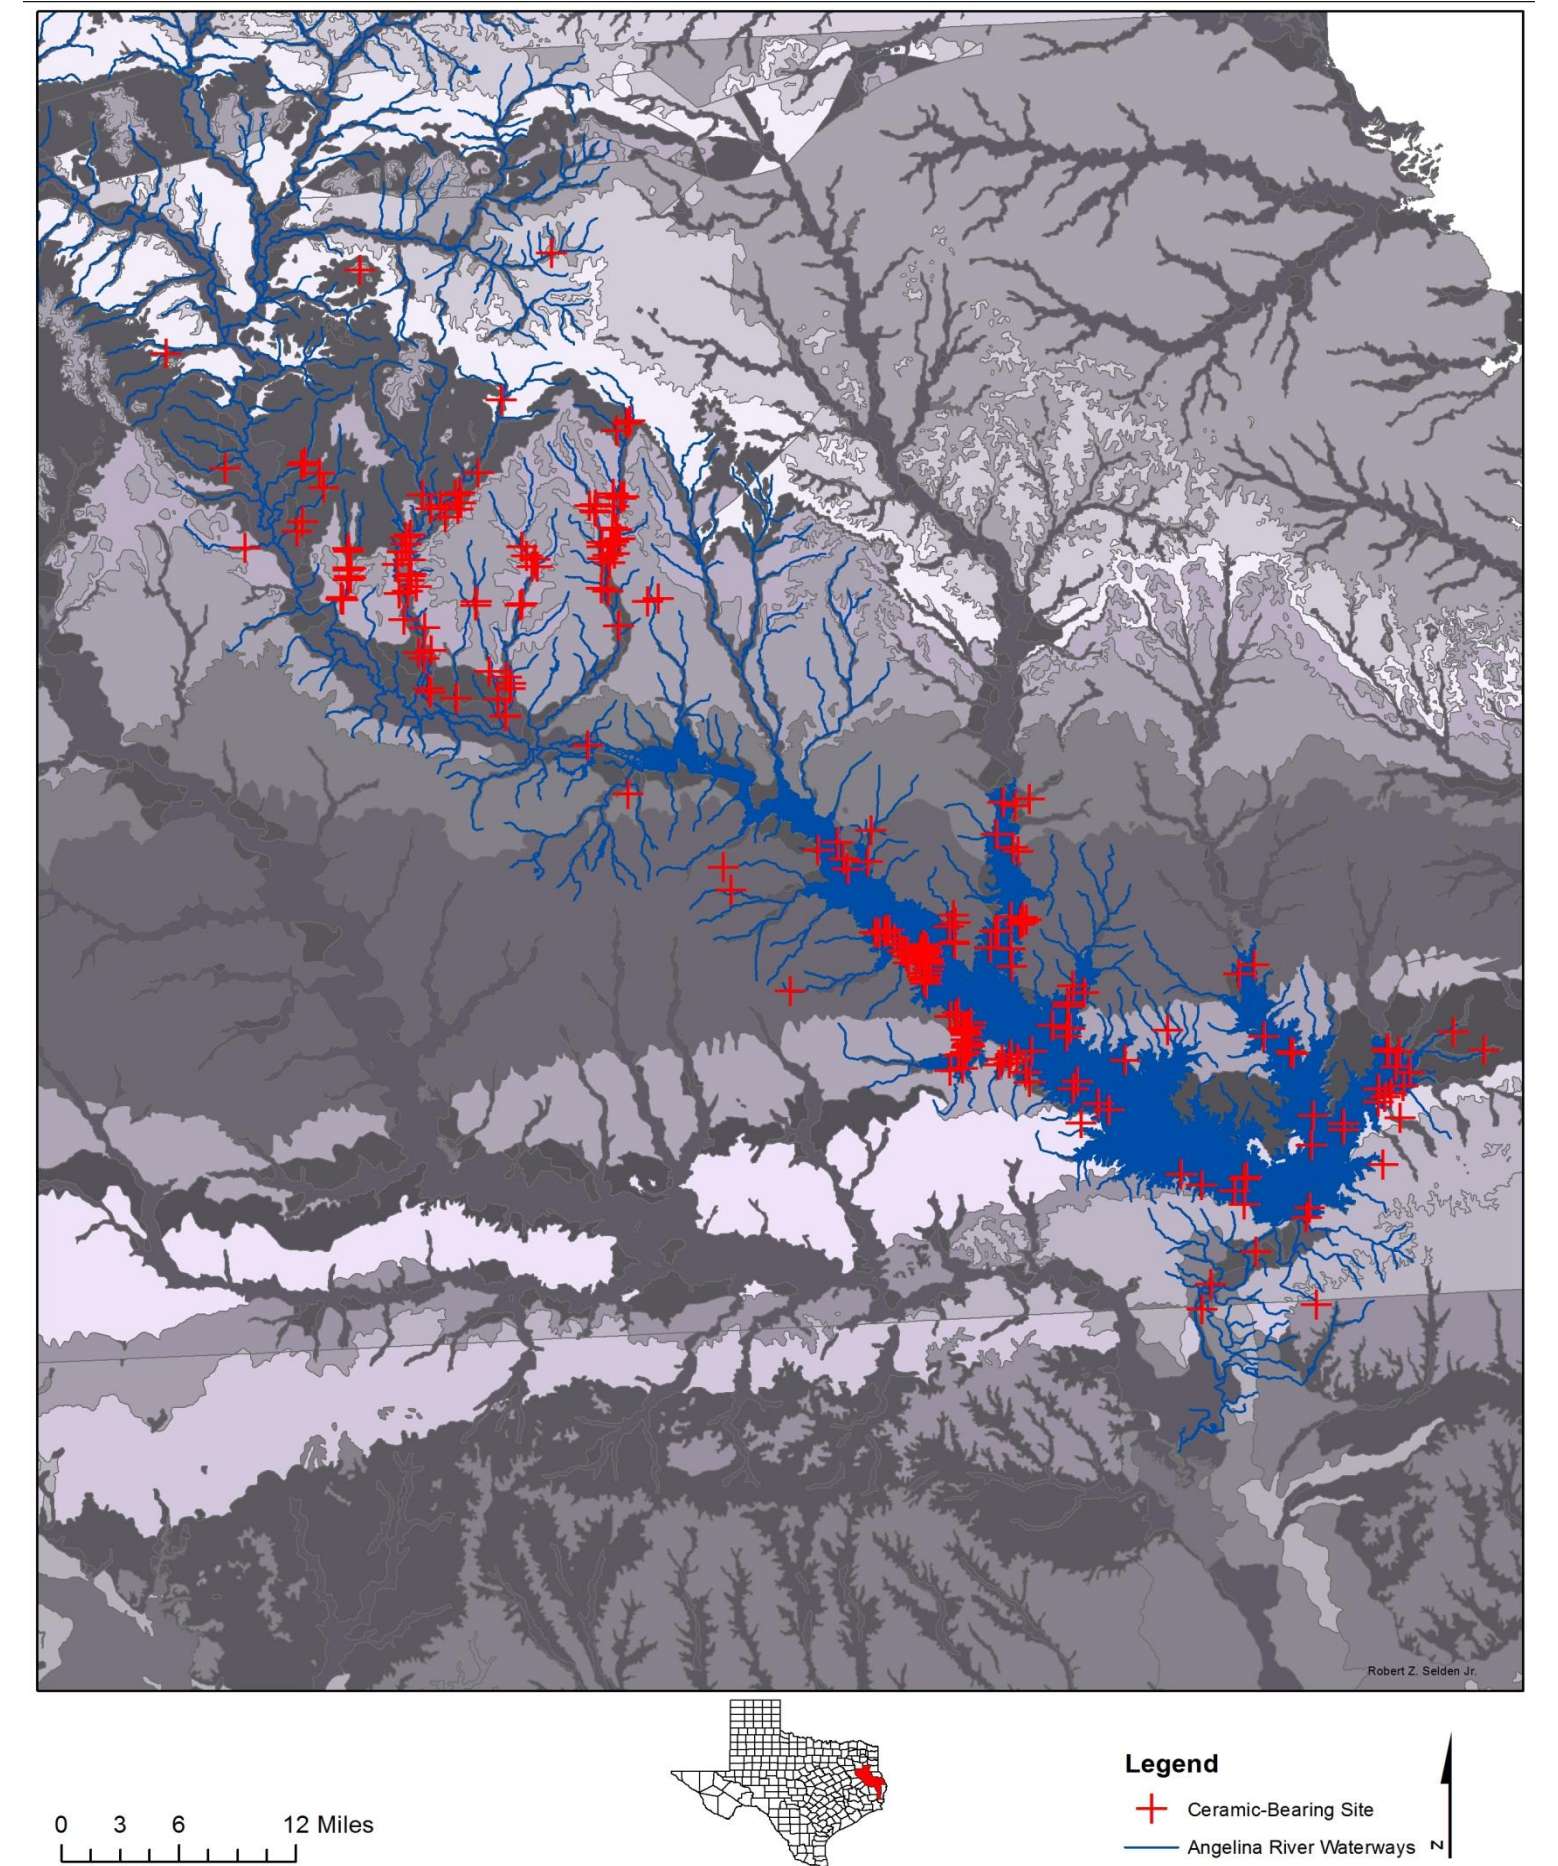 Robert Z. Selden Jr.
Legend
Ceramic-Bearing Site
Angelina River Waterways
N
0 3 6 12 Miles